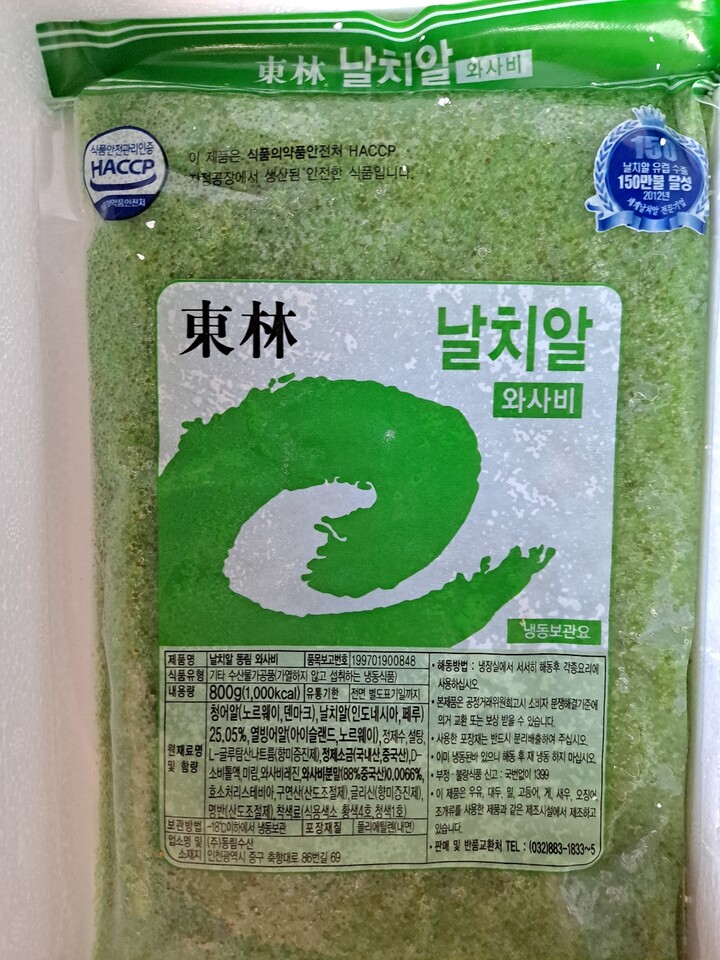 東林 날치알 와사비
식품안전관리인증
HACCP
식품의약품안전처
이 제품은 식품의약품안전처 HACCP
지정공장에서 생산된 안전한 식품입니다.
150
날치알 유럽 수출
150만불 달성
2012년
세계날치알 전문기업
東林
날치알
와사비
냉동보관요
제품명 날치알 동림 와사비 품목보고번호 199701900848
식품유형 기타 수산물가공품(가열하지 않고 섭취하는 냉동식품)
내용량 800g(1,000kcal) 유통기한 전면 별도표기일까지
원재료명 및 함량
청어알(노르웨이,덴마크),날치알(인도네시아,페루)
25.05%, 열빙어알(아이슬랜드,노르웨이),정제수,설탕,
L-글루탐산나트륨(향미증진제),정제소금(국내산,중국산),D-
소비톨액,미림,와사비레진,와사비분말(88%중국산)0.0066%,
효소처리스테비아,구연산(산도조절제),글리신(향미증진제),
명반(산도조절제),착색료(식용색소 황색4호,청색1호)
보관방법 -18℃이하에서 냉동보관 포장재질 폴리에틸렌(내면)
업소명 및 소재지
(주)동림수산
인천광역시 중구 축항대로 86번길 69
• 해동방법 : 냉장실에서 서서히 해동후 각종요리에
사용하십시오
• 본제품은 공정거래위원회고시 소비자 분쟁해결기준에
의거 교환 또는 보상 받을 수 있습니다.
• 사용한 포장재는 반드시 분리배출하여 주십시오
• 이미 냉동된바 있으니 해동 후 재 냉동 하지 마십시오
• 부정·불량식품 신고 : 국번없이 1399
• 이 제품은 우유, 대두, 밀, 고등어, 게, 새우, 오징어
조개류를 사용한 제품과 같은 제조시설에서 제조하고
있습니다.
• 판매 및 반품교환처 TEL : (032)883-1833~5